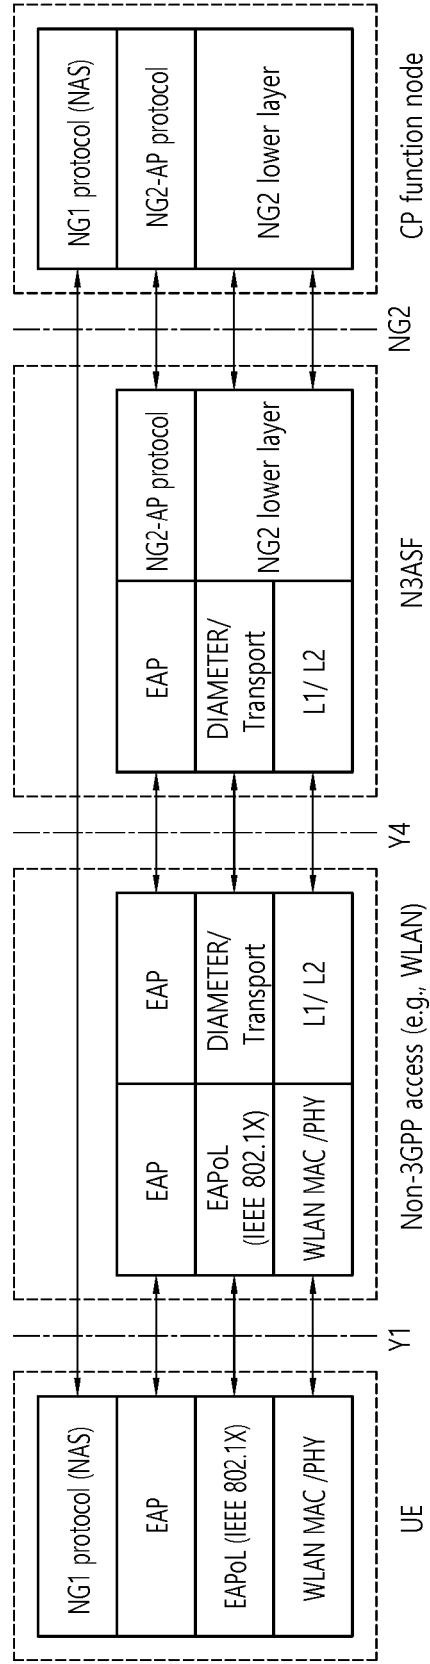 NG1 protocol (NAS)
EAP
EAPoL (IEEE 802.1X)
WLAN MAC /PHY
UE
Y1
EAP
EAPoL
(IEEE 802.1X)
WLAN MAC /PHY
EAP
DIAMETER/
Transport
L1/ L2
Non-3GPP access (e.g., WLAN)
Y4
EAP
DIAMETER/
Transport
L1/ L2
NG2-AP protocol
NG2 lower layer
N3ASF
NG2
NG1 protocol (NAS)
NG2-AP protocol
NG2 lower layer
CP function node